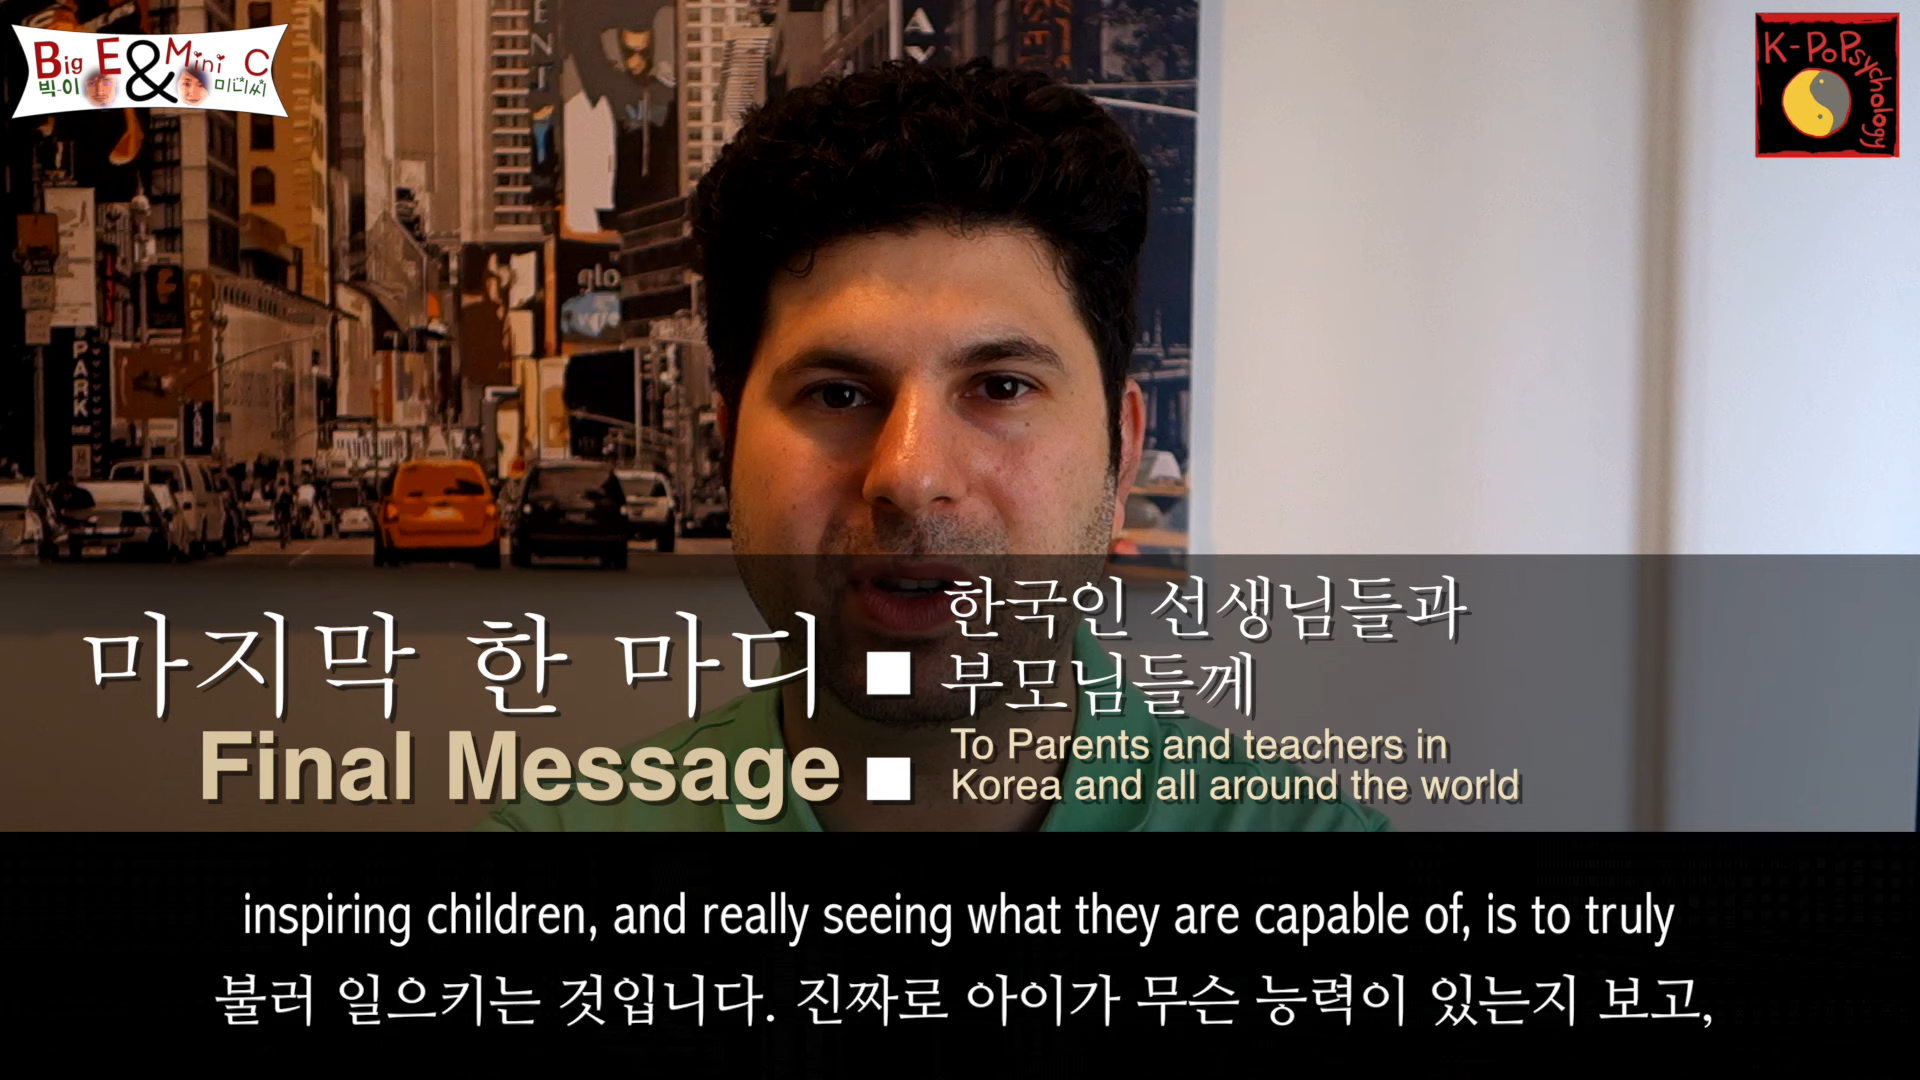 Big E & Mini C
빅-이 미니씨
K-PoPsychology
glo
PARK
PARK
마지막 한 마디
한국인 선생님들과
부모님들께
Final Message
To Parents and teachers in
Korea and all around the world
inspiring children, and really seeing what they are capable of, is to truly
불러 일으키는 것입니다. 진짜로 아이가 무슨 능력이 있는지 보고,